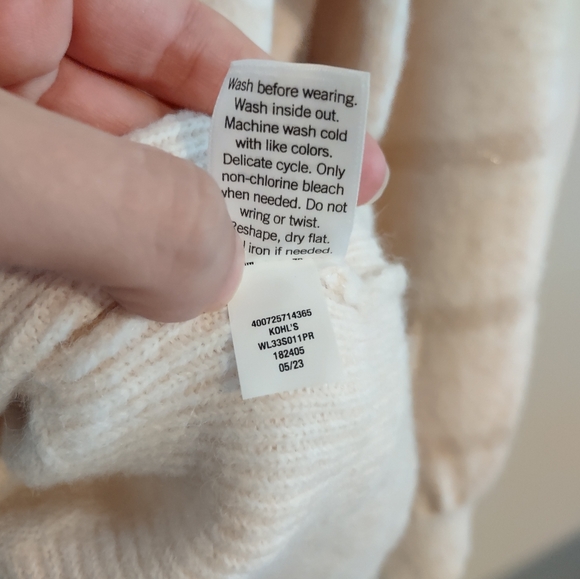 Wash before wearing.
Wash inside out.
Machine wash cold
with like colors.
Delicate cycle. Only
non-chlorine bleach
when needed. Do not
wring or twist.
Reshape, dry flat.
iron if needed.
400725714365
KOHL'S
WL33S011PR
182405
05/23